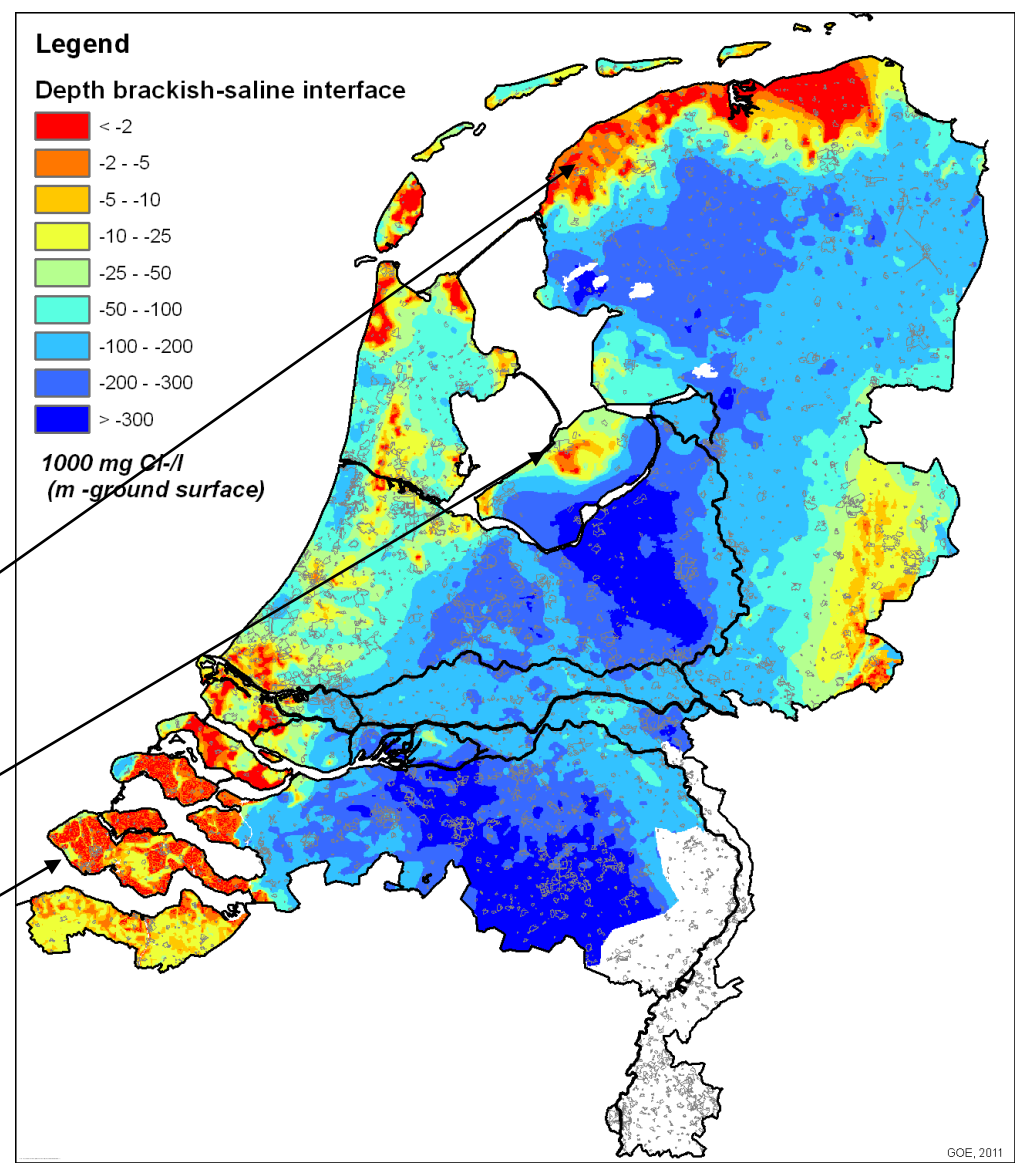 Legend
Depth brackish-saline interface
< -2
-2 - -5
-5 - -10
-10 - -25
-25 - -50
-50 - -100
-100 - -200
-200 - -300
> -300
1000 mg Cl-/l
(m -ground surface)
GOE, 2011